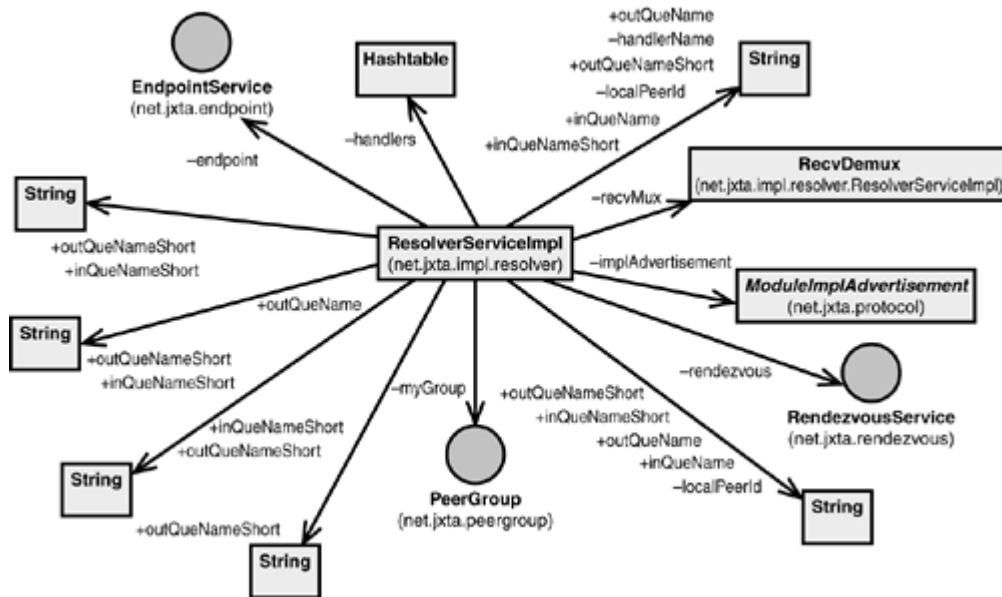 +outQueName
–handlerName
+outQueNameShort
–localPeerId
+inQueName
+inQueNameShort
String
Hashtable
–handlers
EndpointService
(net.jxta.endpoint)
–endpoint
RecvDemux
(net.jxta.impl.resolver.ResolverServiceImpl)
–recvMux
String
+outQueNameShort
+inQueNameShort
ResolverServiceImpl
(net.jxta.impl.resolver)
–implAdvertisement
ModuleImplAdvertisement
(net.jxta.protocol)
+outQueName
String
+outQueNameShort
+inQueNameShort
–rendezvous
RendezvousService
(net.jxta.rendezvous)
–myGroup
+outQueNameShort
+inQueNameShort
+outQueName
+inQueName
–localPeerId
String
+inQueNameShort
+outQueNameShort
String
PeerGroup
(net.jxta.peergroup)
+outQueNameShort
String